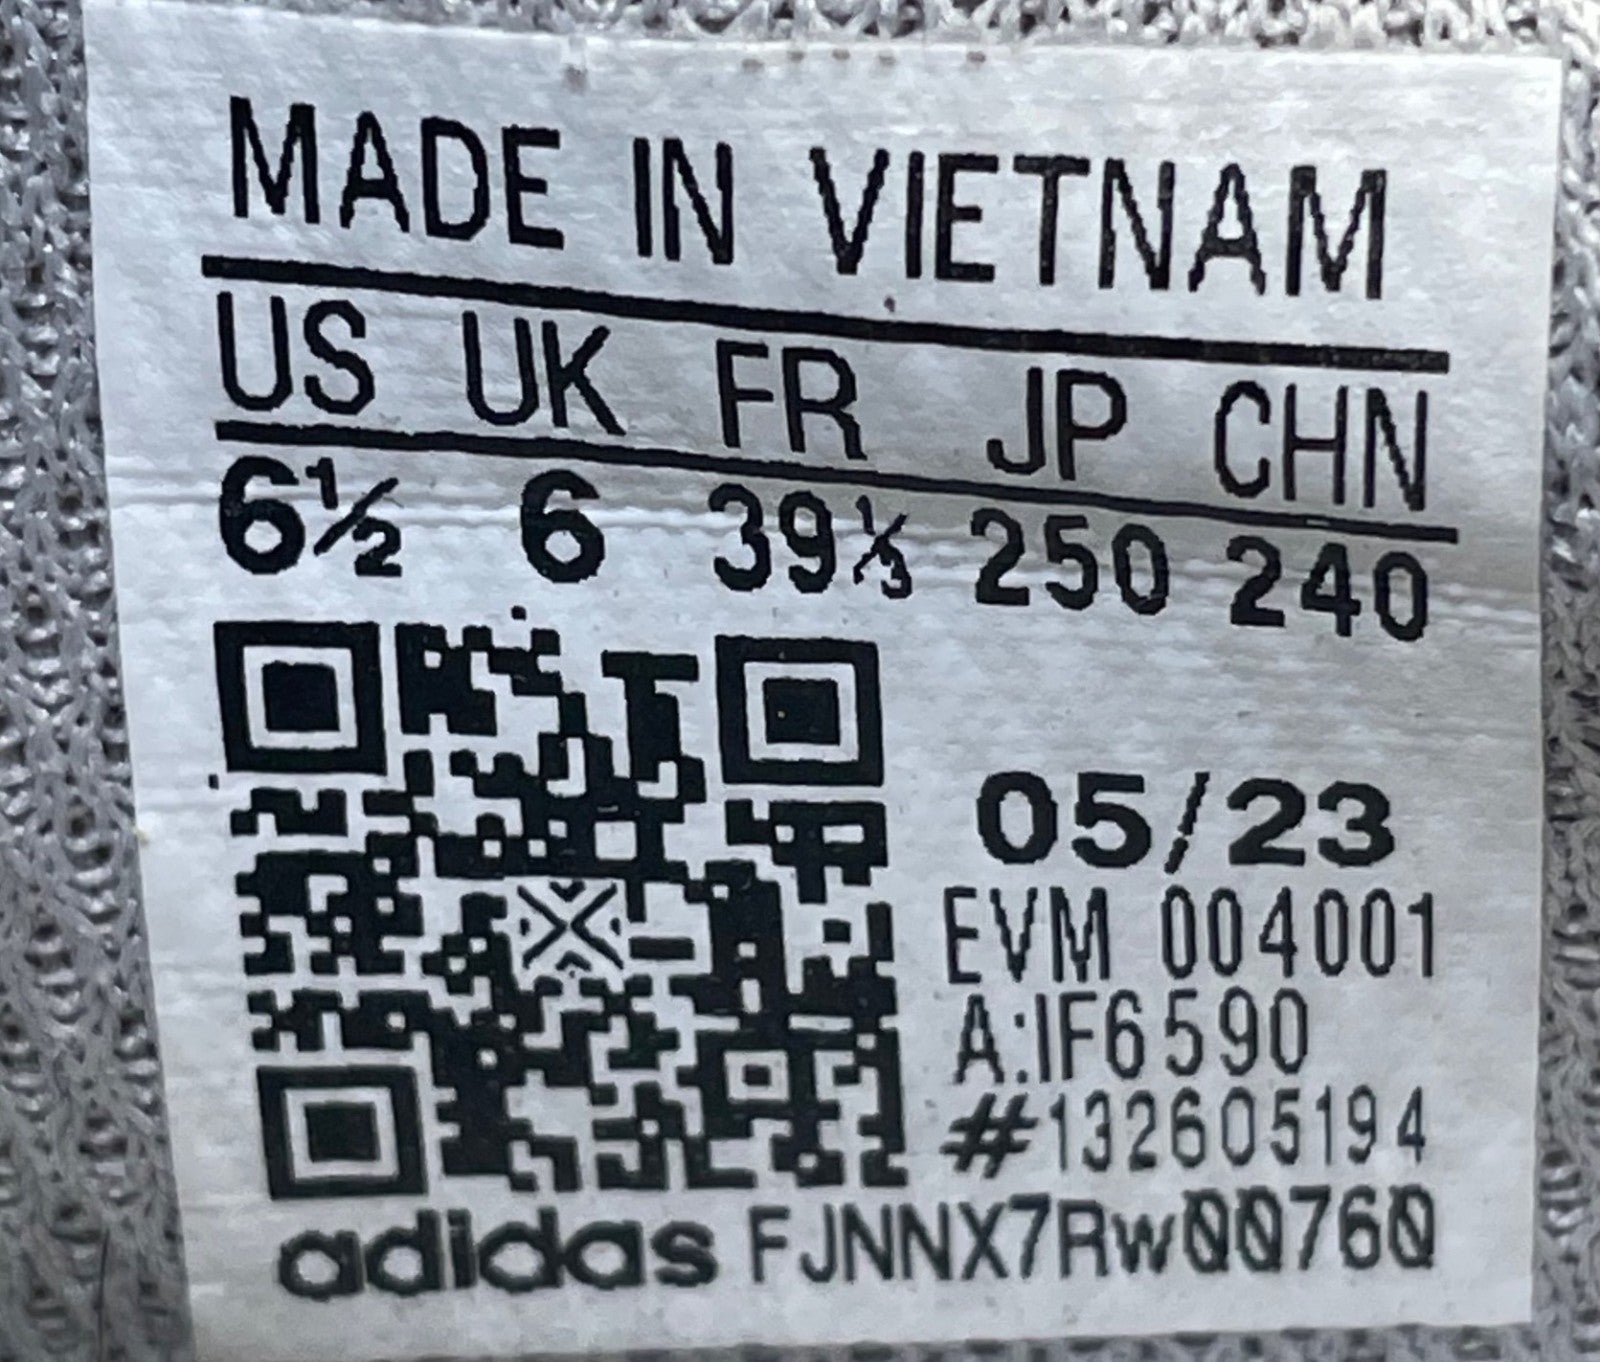 MADE IN VIETNAM
US UK FR JP CHN
6½ 6 39⅓ 250 240
05/23
EVM 004001
A:IF6590
#132605194
adidas FJNNX7Rw00760